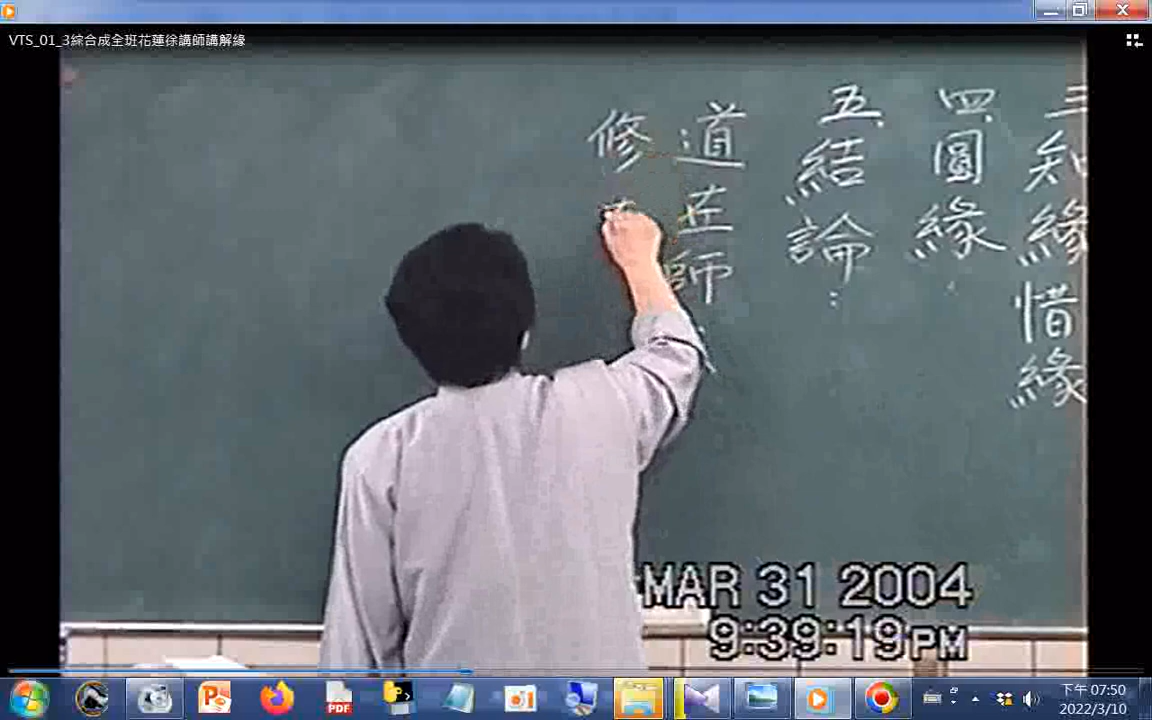 VTS_01_3綜合成全班花蓮徐講師講解緣
三知緣惜緣
四、圓緣
五、結論:
道在師
修
MAR 31 2004
9:39:19PM
PDF
下午 07:50
2022/3/10